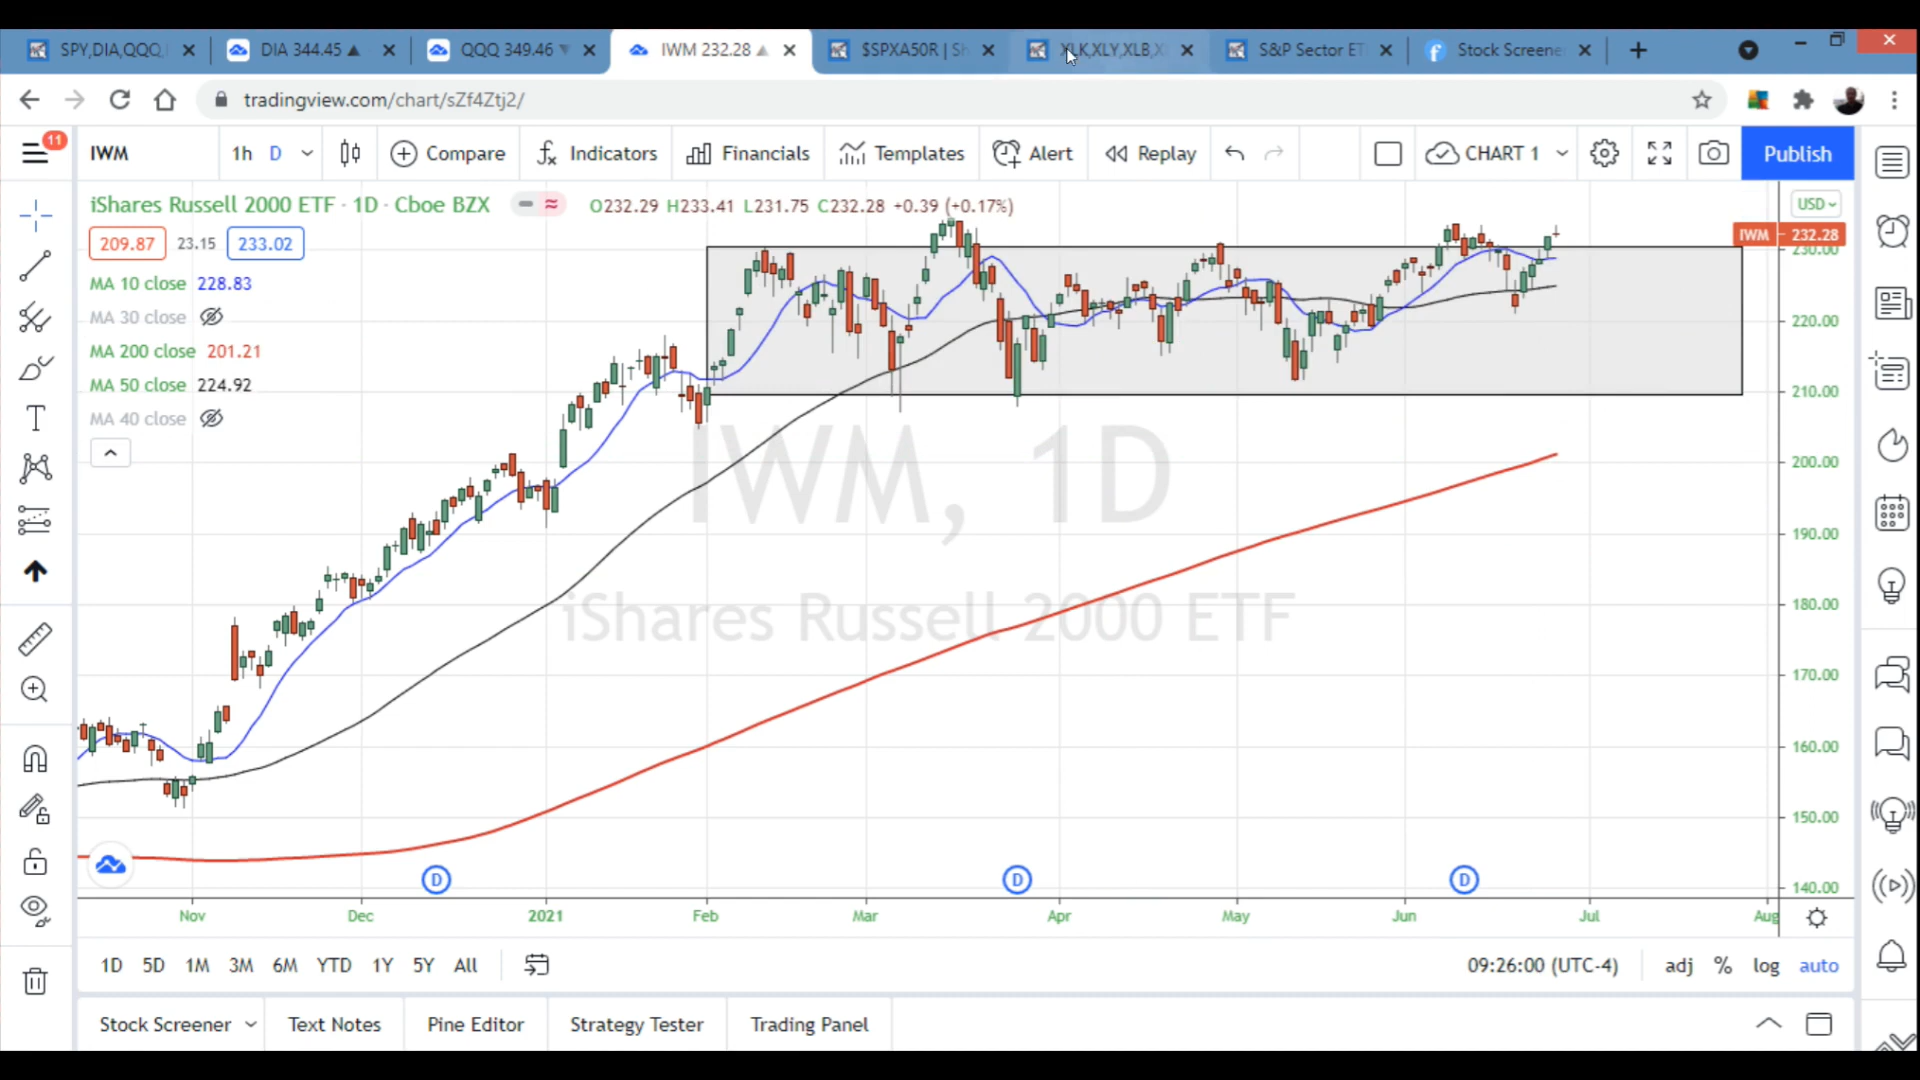 SPY,DIA,QQQ, DIA 344.45 ▲ QQQ 349.46 ▼ IWM 232.28 ▲ $SPXA50R | Sh XLK,XLY,XLB,X S&P Sector ET Stock Screene
tradingview.com/chart/sZf4Ztj2/
11
IWM 1h D Compare Indicators Financials Templates Alert Replay CHART 1 Publish
iShares Russell 2000 ETF · 1D · Cboe BZX O232.29 H233.41 L231.75 C232.28 +0.39 (+0.17%)
USD
209.87 23.15 233.02
IWM 232.28
MA 10 close 228.83
MA 30 close
MA 200 close 201.21
MA 50 close 224.92
MA 40 close
230.00
220.00
210.00
200.00
190.00
180.00
170.00
160.00
150.00
140.00
IWM, 1D
iShares Russell 2000 ETF
D D D
Nov Dec 2021 Feb Mar Apr May Jun Jul Aug
1D 5D 1M 3M 6M YTD 1Y 5Y All 09:26:00 (UTC-4) adj % log auto
Stock Screener Text Notes Pine Editor Strategy Tester Trading Panel